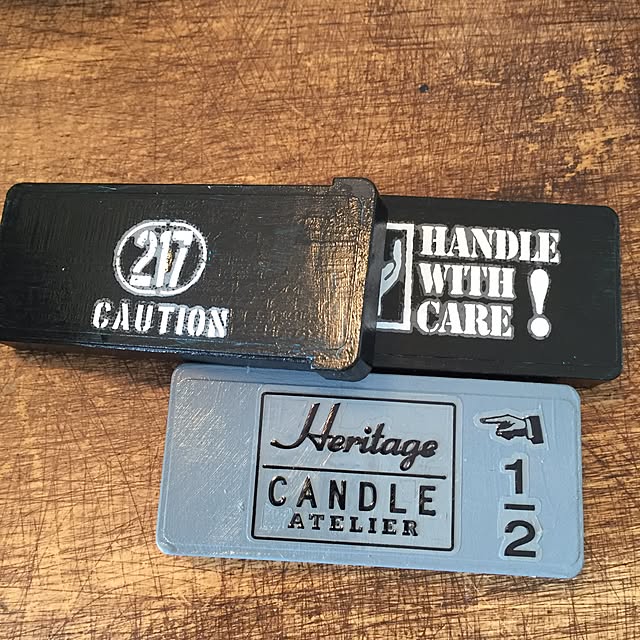 217
CAUTION
HANDLE
WITH
CARE!
Heritage
CANDLE
ATELIER
1
2